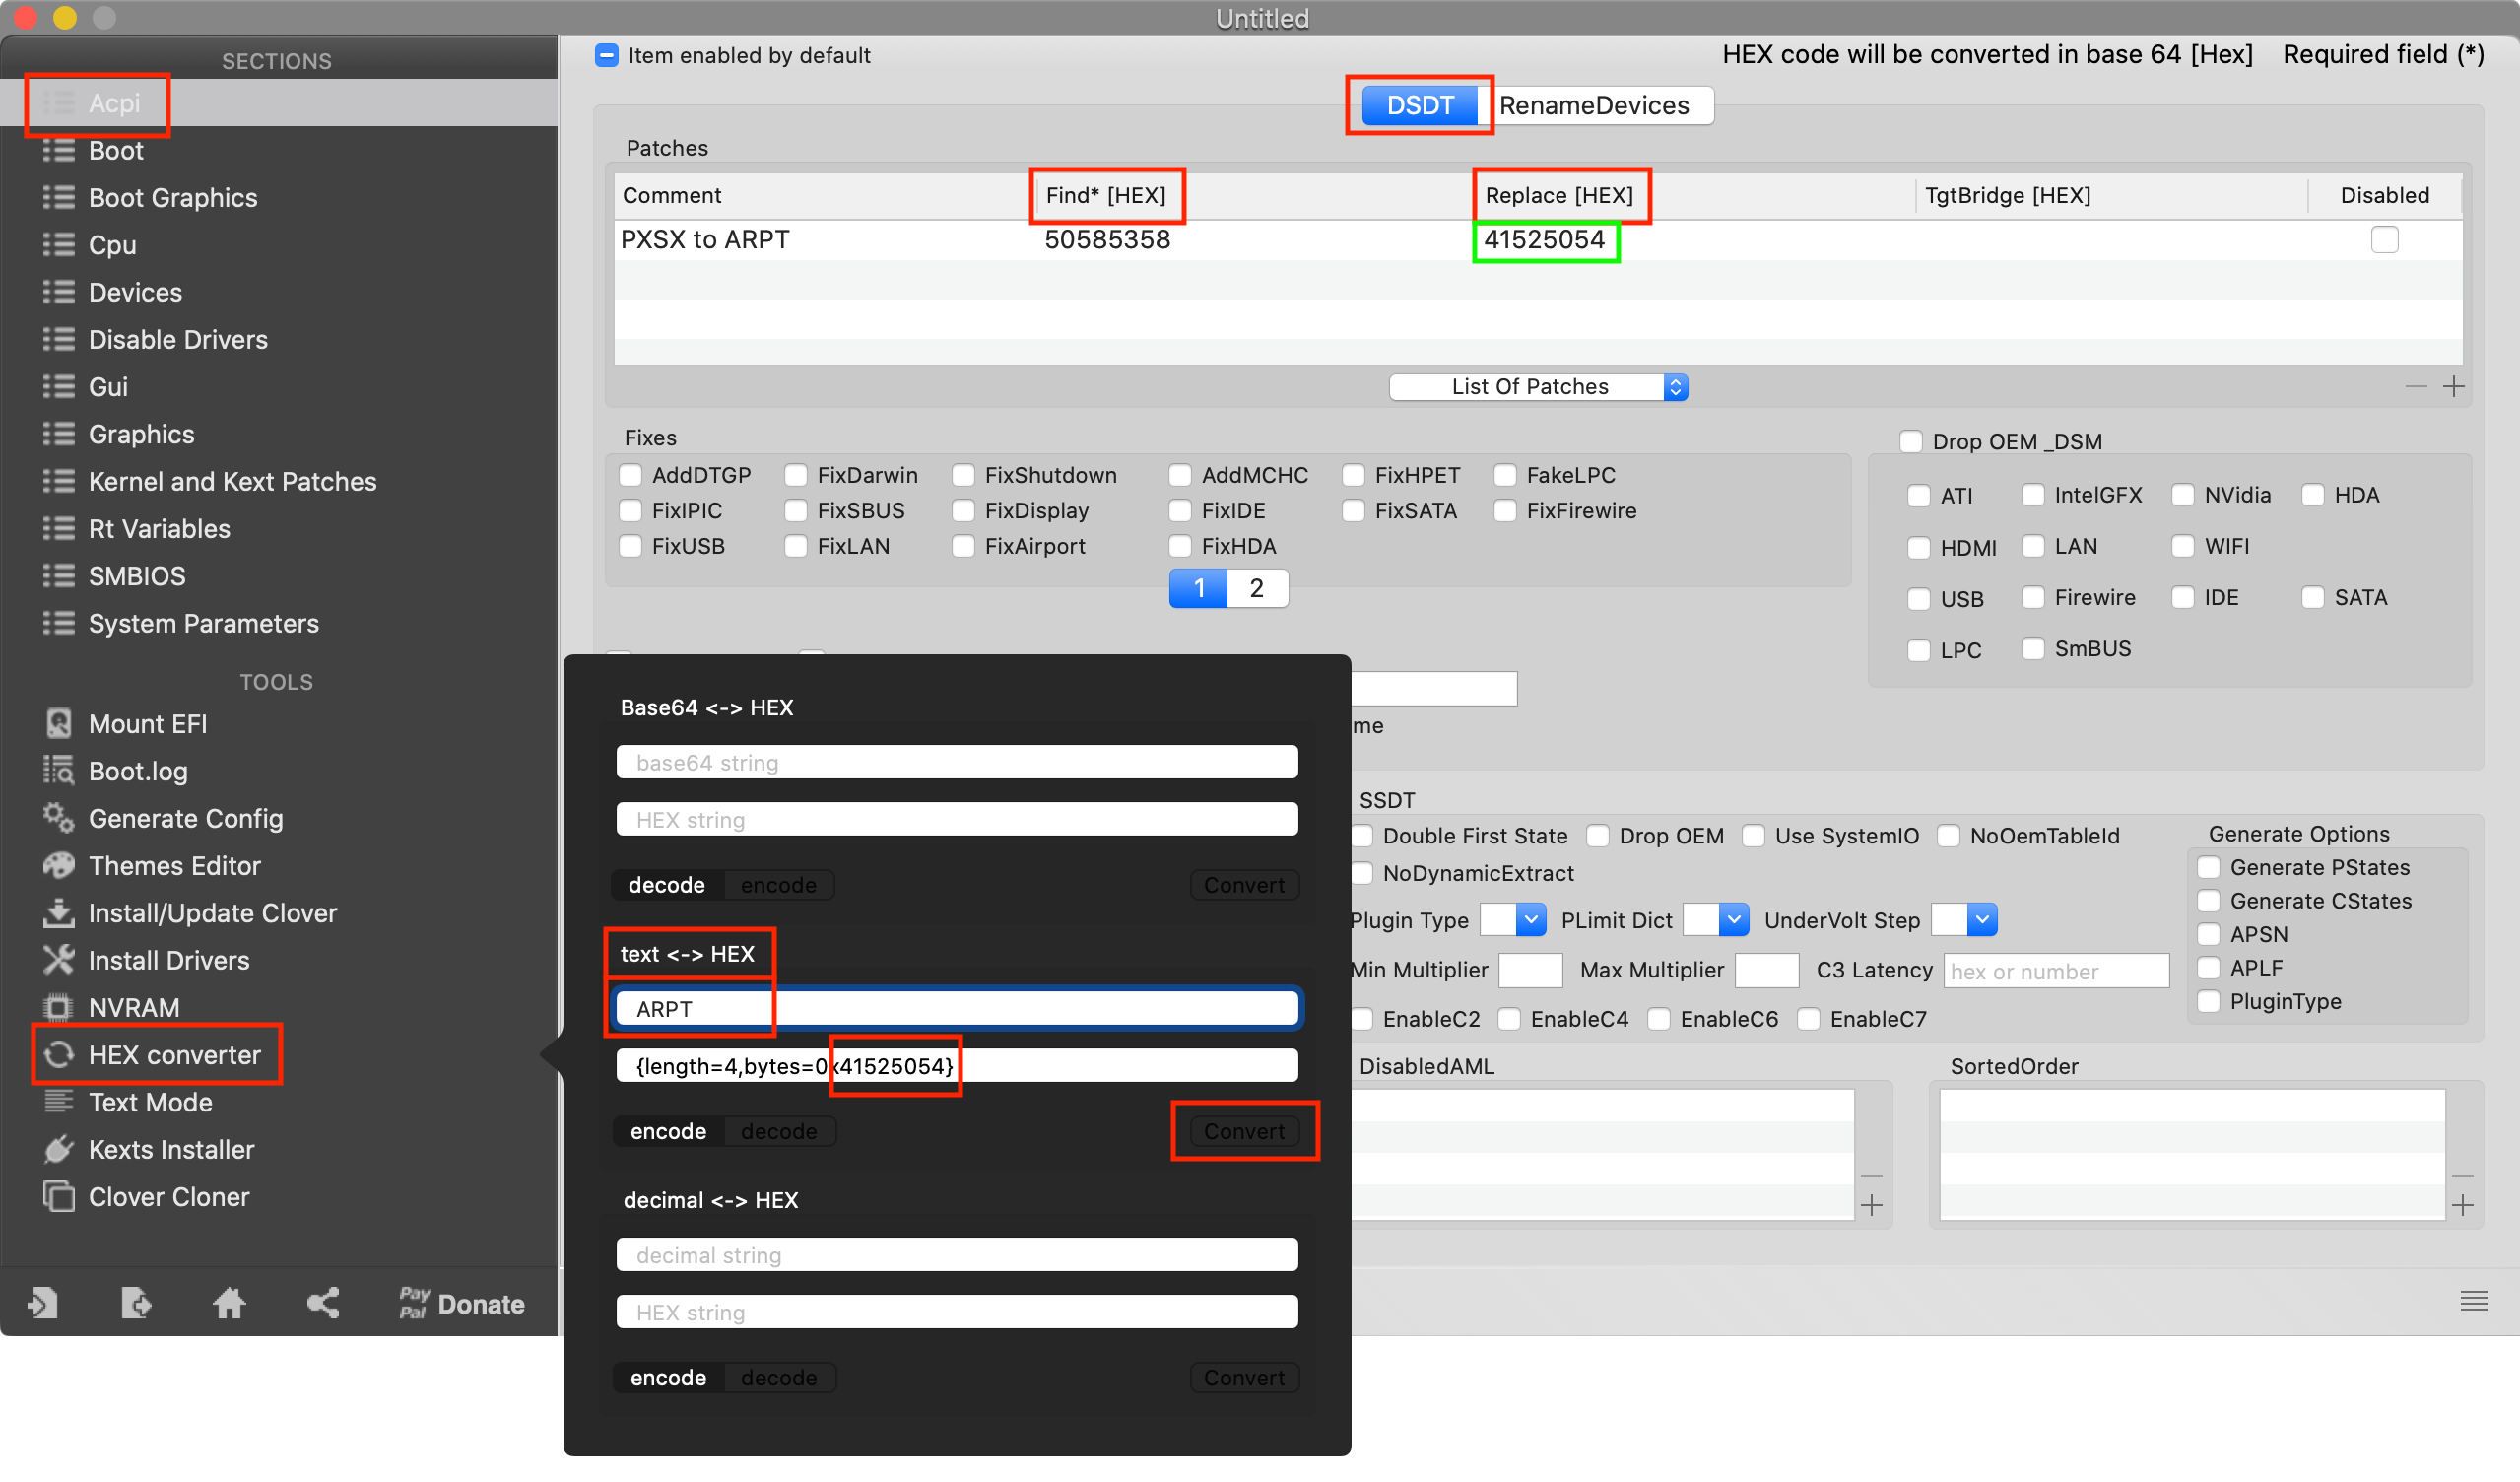 Untitled
SECTIONS
Acpi
Boot
Boot Graphics
Cpu
Devices
Disable Drivers
Gui
Graphics
Kernel and Kext Patches
Rt Variables
SMBIOS
System Parameters
TOOLS
Mount EFI
Boot.log
Generate Config
Themes Editor
Install/Update Clover
Install Drivers
NVRAM
HEX converter
Text Mode
Kexts Installer
Clover Cloner
Pay Pal Donate
Item enabled by default
HEX code will be converted in base 64 [Hex] Required field (*)
DSDT RenameDevices
Patches
Comment Find* [HEX] Replace [HEX] TgtBridge [HEX] Disabled
PXSX to ARPT 50585358 41525054
List Of Patches
Fixes
AddDTGP FixDarwin FixShutdown AddMCHC FixHPET FakeLPC
FixIPIC FixSBUS FixDisplay FixIDE FixSATA FixFirewire
FixUSB FixLAN FixAirport FixHDA
1 2
Drop OEM _DSM
ATI IntelGFX NVidia HDA
HDMI LAN WIFI
USB Firewire IDE SATA
LPC SmBUS
me
Base64 <-> HEX
base64 string
HEX string
decode encode Convert
text <-> HEX
ARPT
{length=4,bytes=0x41525054}
encode decode Convert
decimal <-> HEX
decimal string
HEX string
encode decode Convert
SSDT
Double First State Drop OEM Use SystemIO NoOemTableId
NoDynamicExtract
Plugin Type PLimit Dict UnderVolt Step
Min Multiplier Max Multiplier C3 Latency hex or number
EnableC2 EnableC4 EnableC6 EnableC7
Generate Options
Generate PStates
Generate CStates
APSN
APLF
PluginType
DisabledAML
SortedOrder